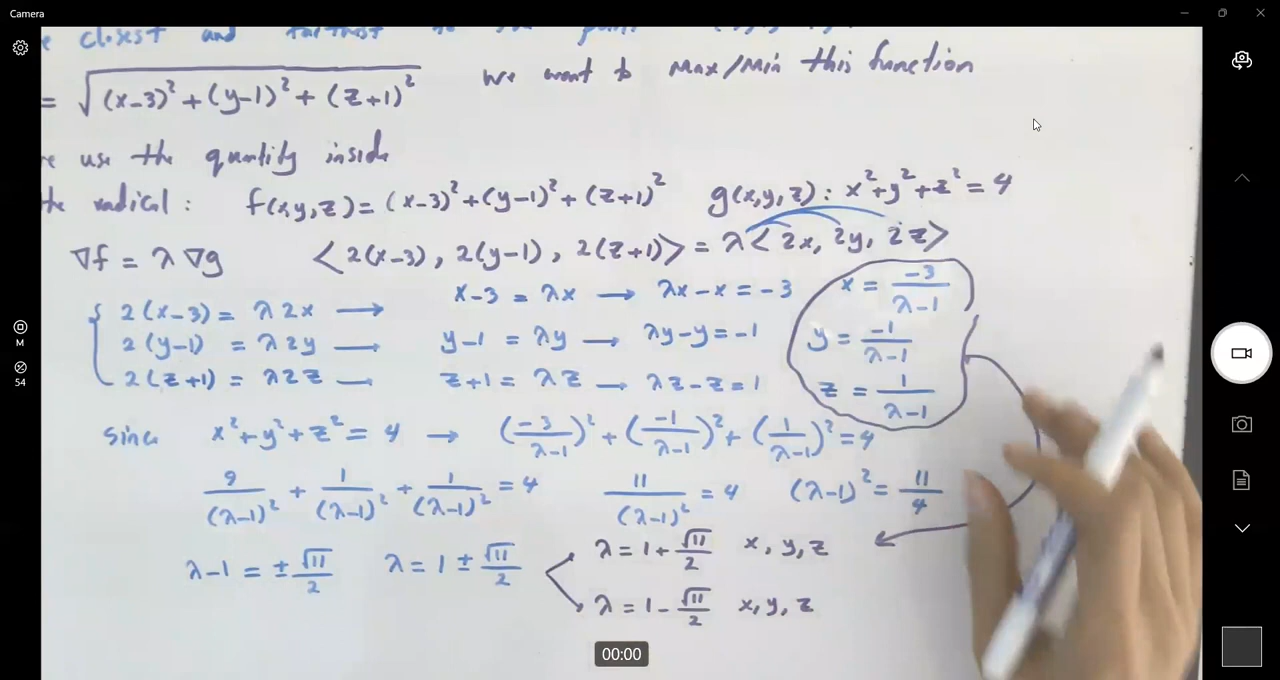 Camera
closest and farthest to the point
= √((x-3)²+(y-1)²+(z+1)²) we want to Max/Min this function
use the quantity inside
the radical: f(x,y,z)=(x-3)²+(y-1)²+(z+1)² g(x,y,z): x²+y²+z²=4
∇f = λ∇g <2(x-3), 2(y-1), 2(z+1)> = λ<2x, 2y, 2z>
2(x-3) = λ2x → x-3 = λx → λx-x = -3 x = -3/(λ-1)
2(y-1) = λ2y → y-1 = λy → λy-y = -1 y = -1/(λ-1)
2(z+1) = λ2z → z+1 = λz → λz-z = 1 z = 1/(λ-1)
sinc x²+y²+z² = 4 → (-3/(λ-1))² + (-1/(λ-1))² + (1/(λ-1))² = 4
9/(λ-1)² + 1/(λ-1)² + 1/(λ-1)² = 4 11/(λ-1)² = 4 (λ-1)² = 11/4
λ-1 = ±√11/2 λ = 1 ± √11/2 λ = 1 + √11/2 x, y, z
λ = 1 - √11/2 x, y, z
M
54
00:00